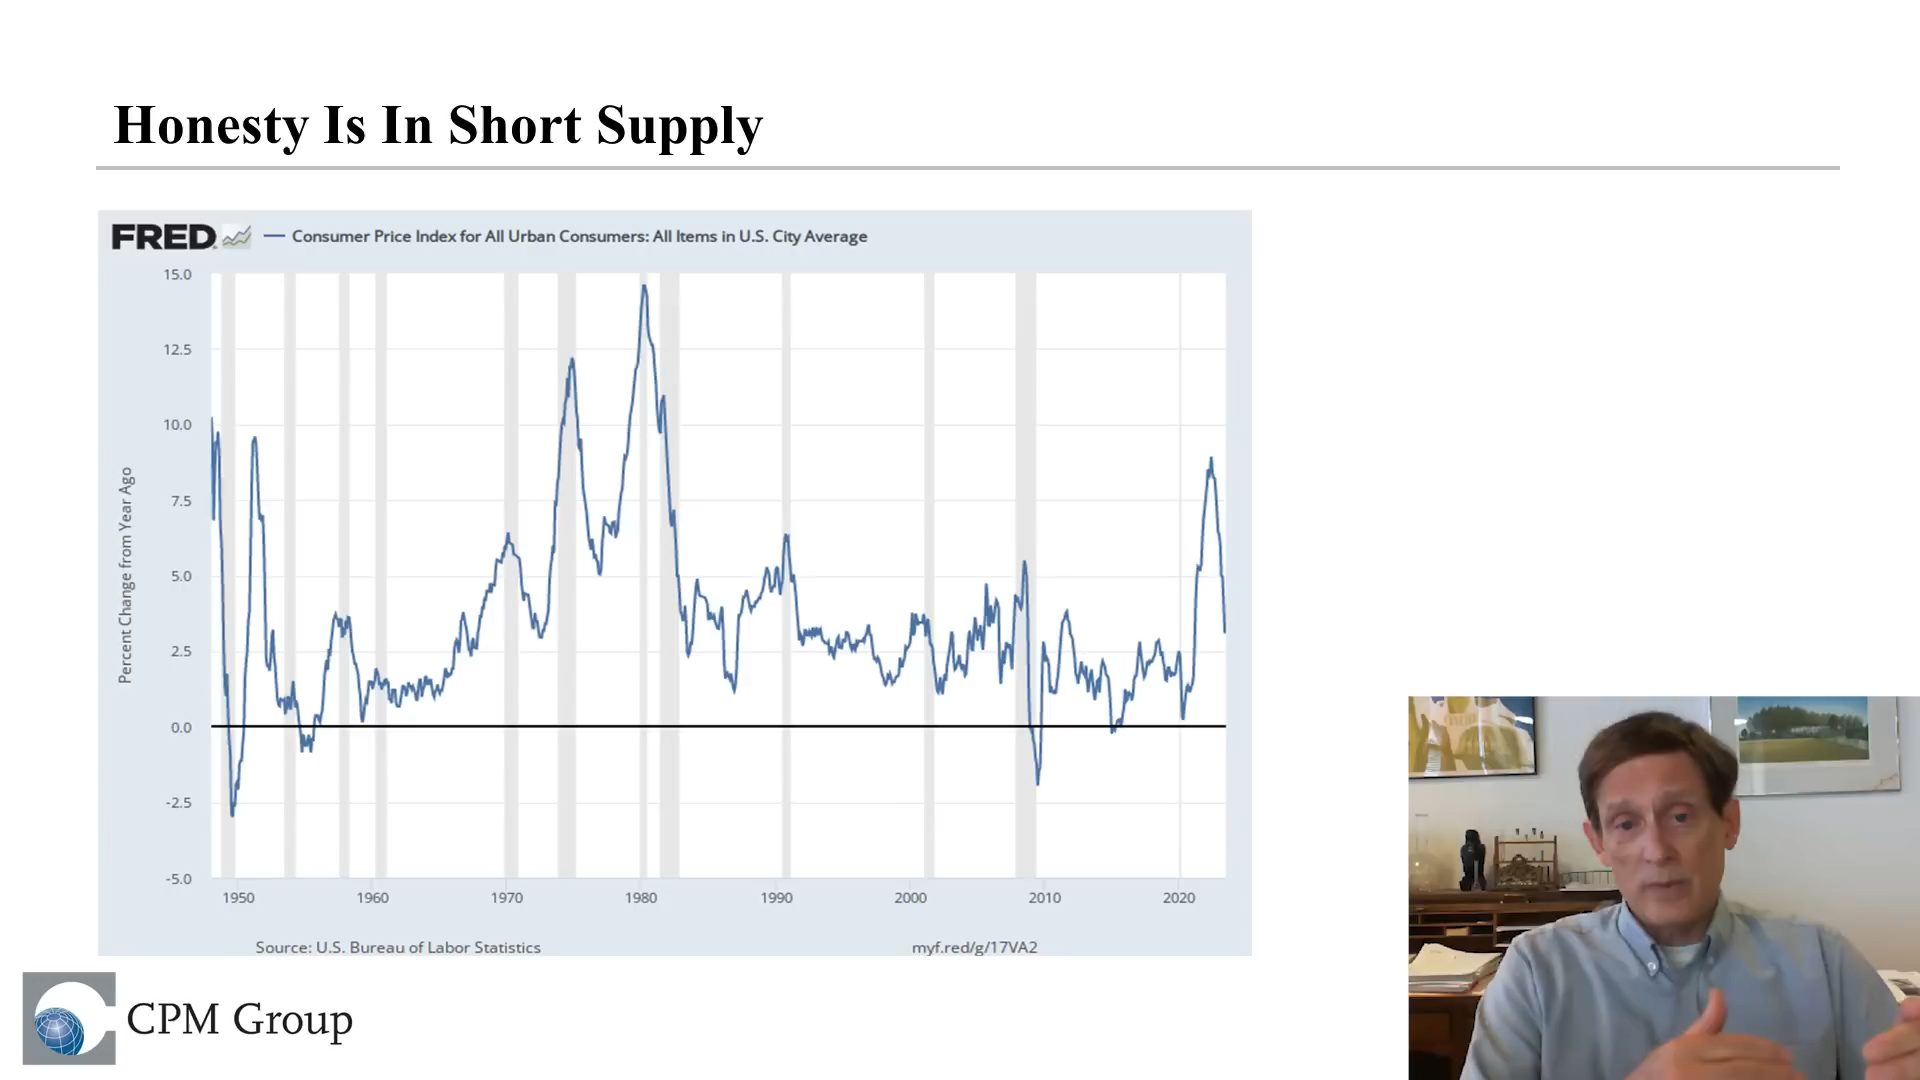 Honesty Is In Short Supply
FRED
Consumer Price Index for All Urban Consumers: All Items in U.S. City Average
Percent Change from Year Ago
15.0
12.5
10.0
7.5
5.0
2.5
0.0
-2.5
-5.0
1950 1960 1970 1980 1990 2000 2010 2020
Source: U.S. Bureau of Labor Statistics
myf.red/g/17VA2
CPM Group